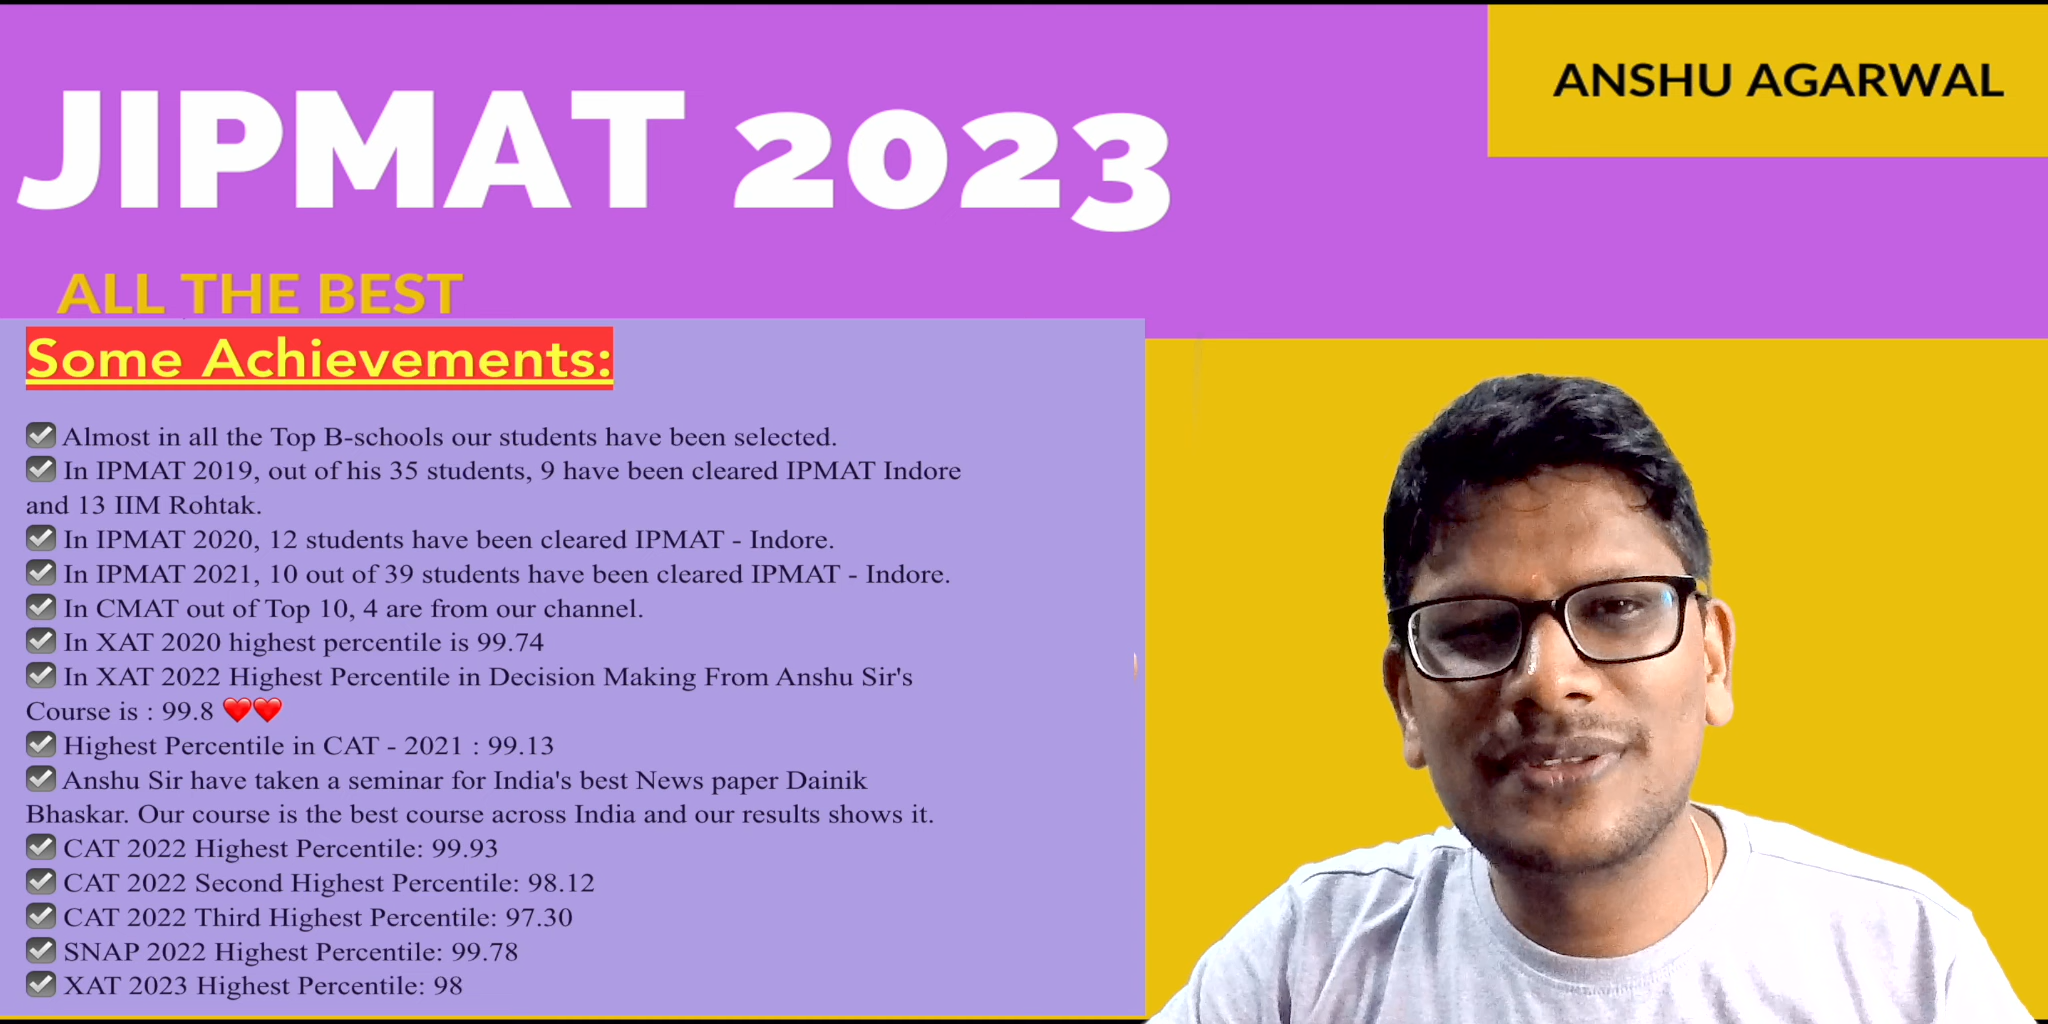 JIPMAT 2023
ANSHU AGARWAL
ALL THE BEST
Some Achievements:
✅ Almost in all the Top B-schools our students have been selected.
✅ In IPMAT 2019, out of his 35 students, 9 have been cleared IPMAT Indore
and 13 IIM Rohtak.
✅ In IPMAT 2020, 12 students have been cleared IPMAT - Indore.
✅ In IPMAT 2021, 10 out of 39 students have been cleared IPMAT - Indore.
✅ In CMAT out of Top 10, 4 are from our channel.
✅ In XAT 2020 highest percentile is 99.74
✅ In XAT 2022 Highest Percentile in Decision Making From Anshu Sir's
Course is : 99.8 ❤️❤️
✅ Highest Percentile in CAT - 2021 : 99.13
✅ Anshu Sir have taken a seminar for India's best News paper Dainik
Bhaskar. Our course is the best course across India and our results shows it.
✅ CAT 2022 Highest Percentile: 99.93
✅ CAT 2022 Second Highest Percentile: 98.12
✅ CAT 2022 Third Highest Percentile: 97.30
✅ SNAP 2022 Highest Percentile: 99.78
✅ XAT 2023 Highest Percentile: 98